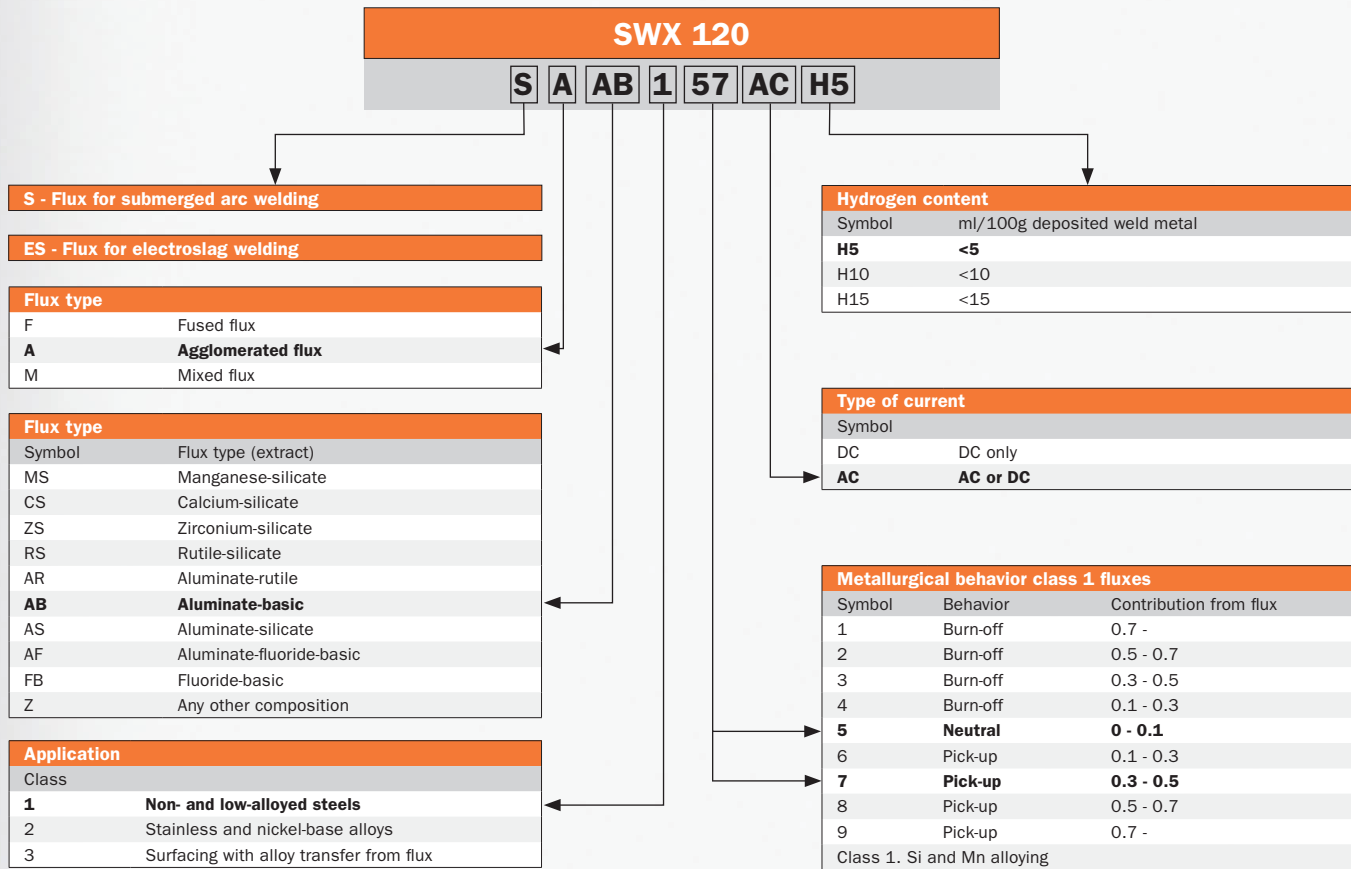 SWX 120
S A AB 1 57 AC H5
S - Flux for submerged arc welding
ES - Flux for electroslag welding
Flux type
F Fused flux
A Agglomerated flux
M Mixed flux
Flux type
Symbol Flux type (extract)
MS Manganese-silicate
CS Calcium-silicate
ZS Zirconium-silicate
RS Rutile-silicate
AR Aluminate-rutile
AB Aluminate-basic
AS Aluminate-silicate
AF Aluminate-fluoride-basic
FB Fluoride-basic
Z Any other composition
Application
Class
1 Non- and low-alloyed steels
2 Stainless and nickel-base alloys
3 Surfacing with alloy transfer from flux
Hydrogen content
Symbol ml/100g deposited weld metal
H5 <5
H10 <10
H15 <15
Type of current
Symbol
DC DC only
AC AC or DC
Metallurgical behavior class 1 fluxes
Symbol Behavior Contribution from flux
1 Burn-off 0.7 -
2 Burn-off 0.5 - 0.7
3 Burn-off 0.3 - 0.5
4 Burn-off 0.1 - 0.3
5 Neutral 0 - 0.1
6 Pick-up 0.1 - 0.3
7 Pick-up 0.3 - 0.5
8 Pick-up 0.5 - 0.7
9 Pick-up 0.7 -
Class 1. Si and Mn alloying